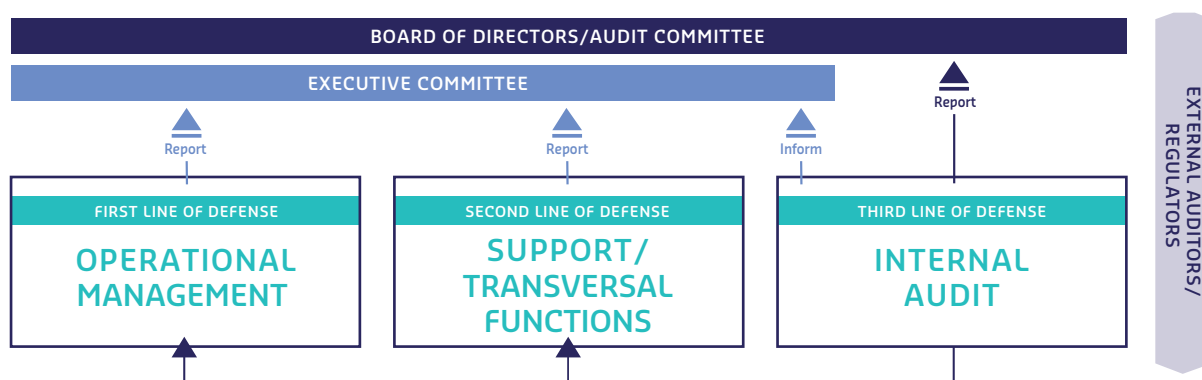 BOARD OF DIRECTORS/AUDIT COMMITTEE
EXECUTIVE COMMITTEE
Report
Report
Report
Inform
FIRST LINE OF DEFENSE
OPERATIONAL
MANAGEMENT
SECOND LINE OF DEFENSE
SUPPORT/
TRANSVERSAL
FUNCTIONS
THIRD LINE OF DEFENSE
INTERNAL
AUDIT
EXTERNAL AUDITORS/
REGULATORS